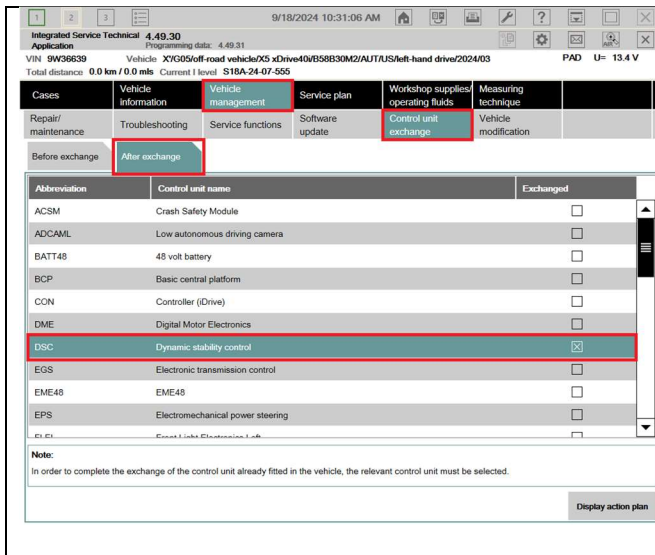 1 2 3 9/18/2024 10:31:06 AM ?
Integrated Service Technical 4.49.30
Application Programming data: 4.49.31
VIN 9W36639 Vehicle X'/G05/off-road vehicle/X5 xDrive40i/B58B30M2/AUT/US/left-hand drive/2024/03 PAD U= 13.4 V
Total distance 0.0 km / 0.0 mls Current I level S18A-24-07-555
Cases
Vehicle information
Vehicle management
Service plan
Workshop supplies/ operating fluids
Measuring technique
Repair/ maintenance
Troubleshooting
Service functions
Software update
Control unit exchange
Vehicle modification
Before exchange After exchange
Abbreviation Control unit name Exchanged
ACSM Crash Safety Module
ADCAML Low autonomous driving camera
BATT48 48 volt battery
BCP Basic central platform
CON Controller (iDrive)
DME Digital Motor Electronics
DSC Dynamic stability control
EGS Electronic transmission control
EME48 EME48
EPS Electromechanical power steering
Front Light Electronics Left
Note:
In order to complete the exchange of the control unit already fitted in the vehicle, the relevant control unit must be selected.
Display action plan